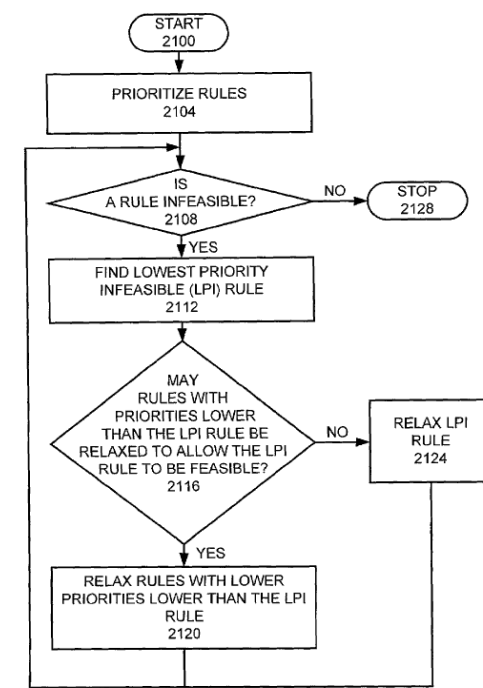 START
2100
PRIORITIZE RULES
2104
IS
A RULE INFEASIBLE?
2108
NO
STOP
2128
YES
FIND LOWEST PRIORITY
INFEASIBLE (LPI) RULE
2112
MAY
RULES WITH
PRIORITIES LOWER
THAN THE LPI RULE BE
RELAXED TO ALLOW THE LPI
RULE TO BE FEASIBLE?
2116
NO
RELAX LPI
RULE
2124
YES
RELAX RULES WITH LOWER
PRIORITIES LOWER THAN THE LPI
RULE
2120